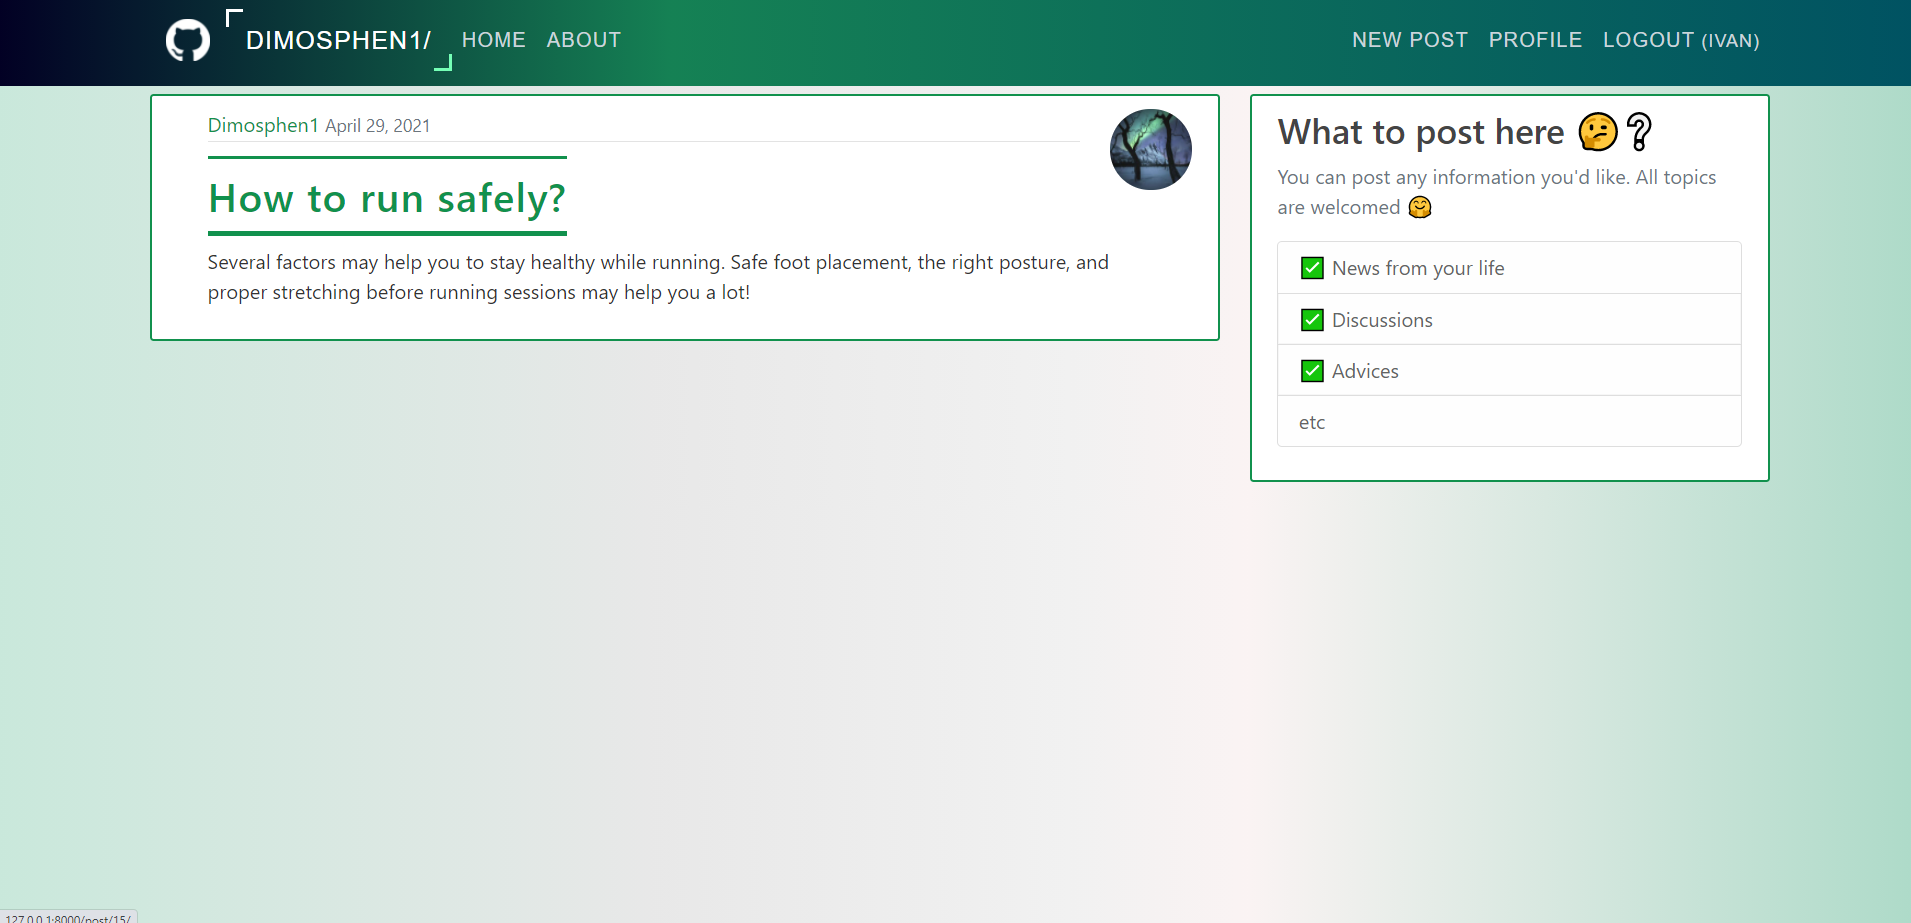 DIMOSPHEN1/ HOME ABOUT NEW POST PROFILE LOGOUT (IVAN)
Dimosphen1 April 29, 2021
How to run safely?
Several factors may help you to stay healthy while running. Safe foot placement, the right posture, and
proper stretching before running sessions may help you a lot!
What to post here 🤔❔
You can post any information you'd like. All topics
are welcomed 🤗
✅ News from your life
✅ Discussions
✅ Advices
etc
127.0.0.1:8000/post/15/